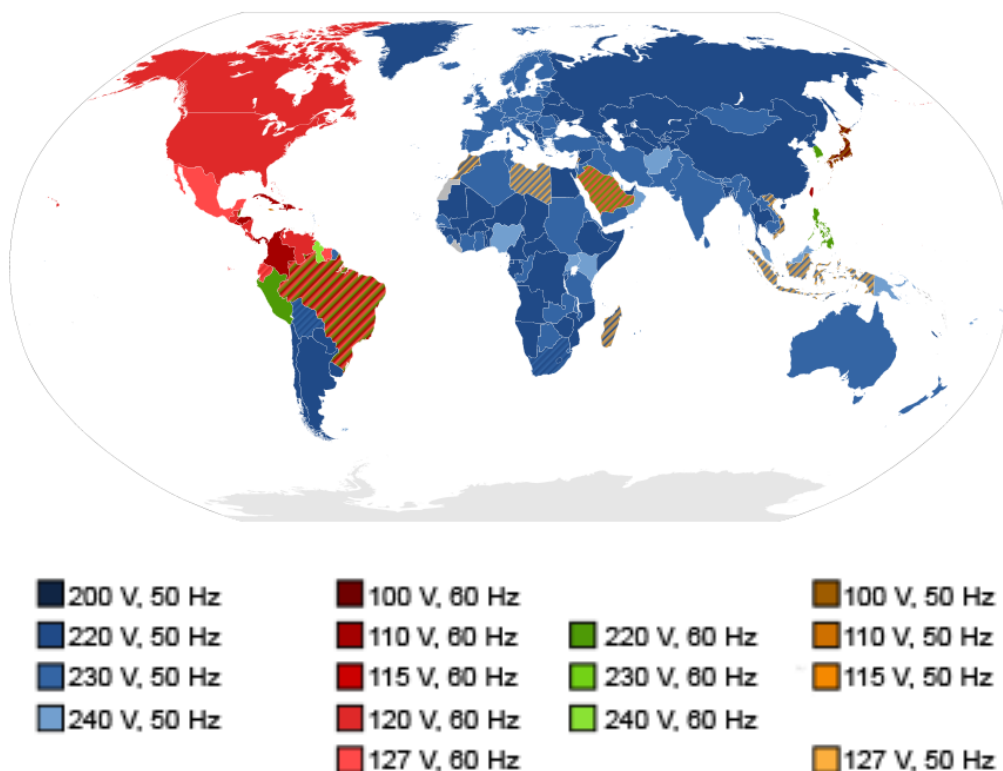 200 V, 50 Hz 100 V, 60 Hz 100 V, 50 Hz
220 V, 50 Hz 110 V, 60 Hz 220 V, 60 Hz 110 V, 50 Hz
230 V, 50 Hz 115 V, 60 Hz 230 V, 60 Hz 115 V, 50 Hz
240 V, 50 Hz 120 V, 60 Hz 240 V, 60 Hz
127 V, 60 Hz 127 V, 50 Hz